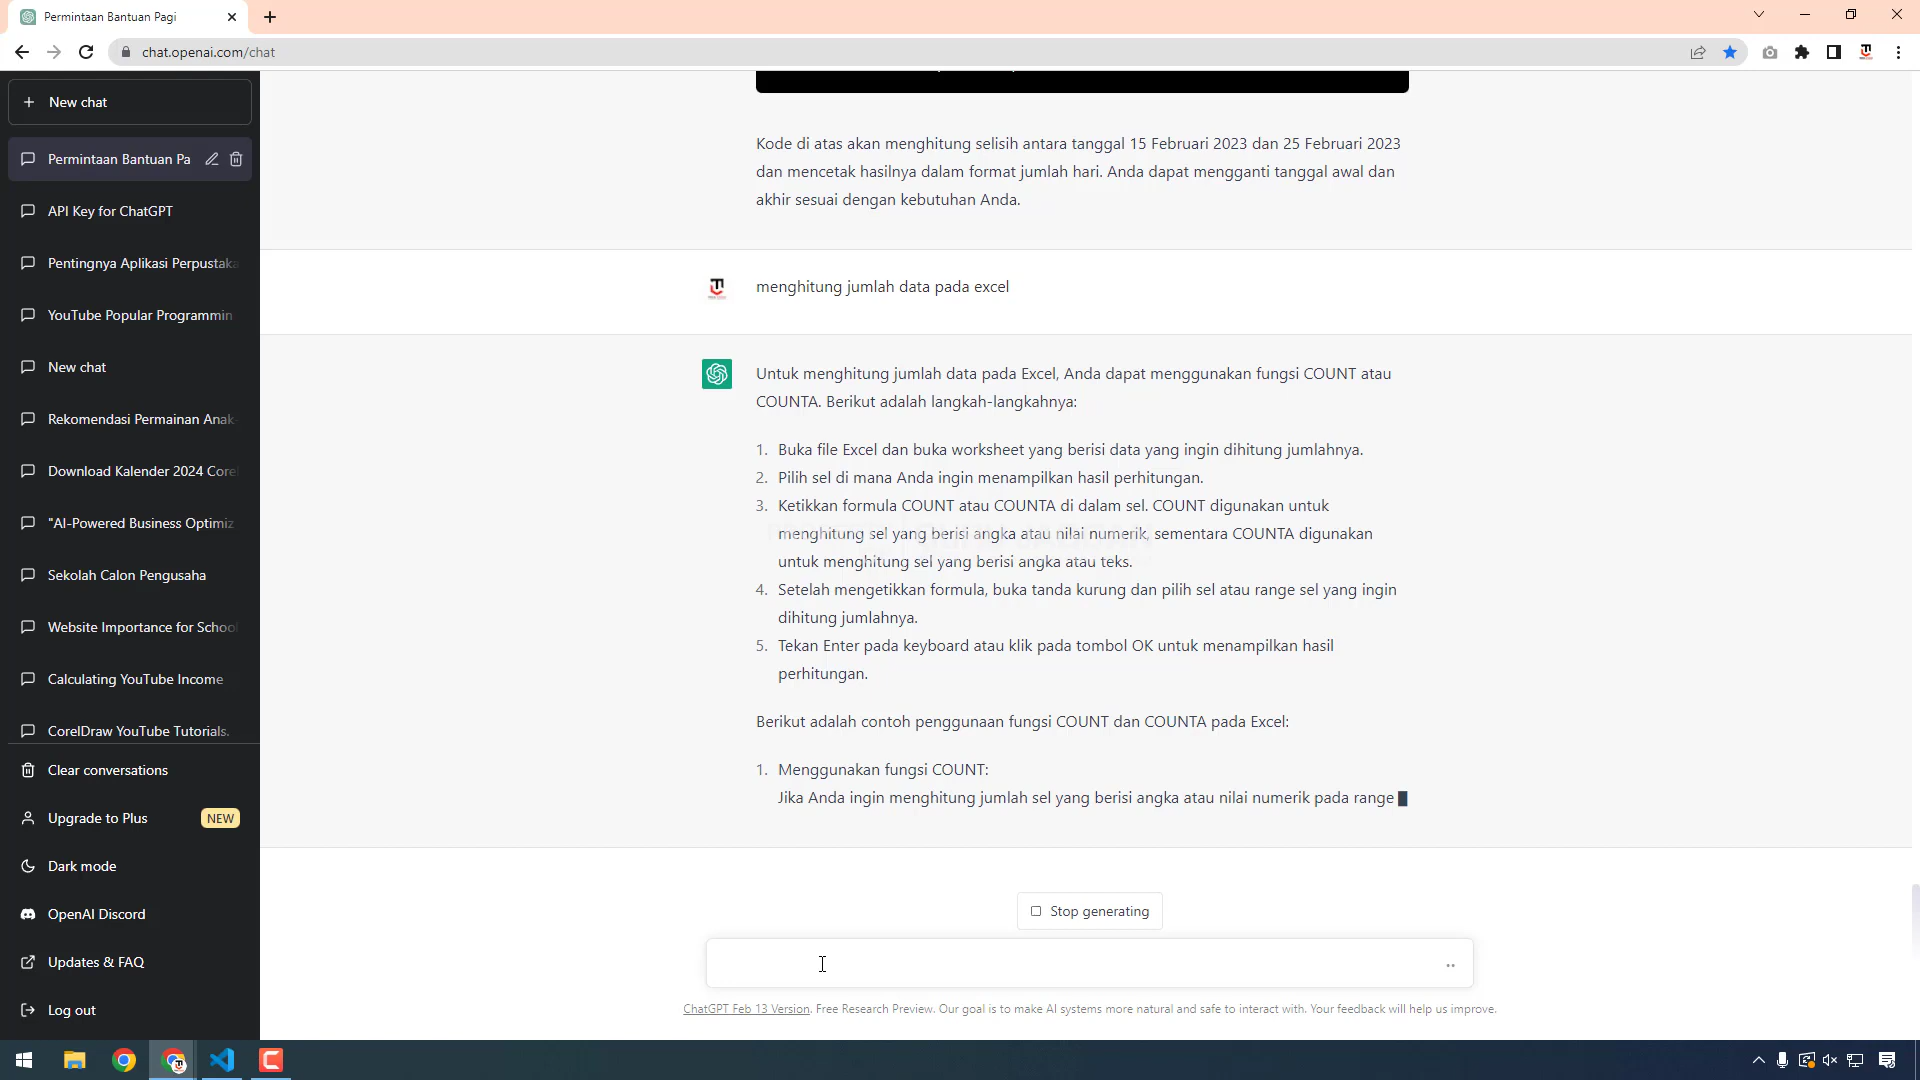 Permintaan Bantuan Pagi
chat.openai.com/chat
New chat
Permintaan Bantuan Pa
API Key for ChatGPT
Pentingnya Aplikasi Perpustaka
YouTube Popular Programmin
New chat
Rekomendasi Permainan Anak-
Download Kalender 2024 Core
"AI-Powered Business Optimiz
Sekolah Calon Pengusaha
Website Importance for School
Calculating YouTube Income
CorelDraw YouTube Tutorials.
Clear conversations
Upgrade to Plus
NEW
Dark mode
OpenAI Discord
Updates & FAQ
Log out
Kode di atas akan menghitung selisih antara tanggal 15 Februari 2023 dan 25 Februari 2023
dan mencetak hasilnya dalam format jumlah hari. Anda dapat mengganti tanggal awal dan
akhir sesuai dengan kebutuhan Anda.
menghitung jumlah data pada excel
Untuk menghitung jumlah data pada Excel, Anda dapat menggunakan fungsi COUNT atau
COUNTA. Berikut adalah langkah-langkahnya:
1. Buka file Excel dan buka worksheet yang berisi data yang ingin dihitung jumlahnya.
2. Pilih sel di mana Anda ingin menampilkan hasil perhitungan.
3. Ketikkan formula COUNT atau COUNTA di dalam sel. COUNT digunakan untuk
menghitung sel yang berisi angka atau nilai numerik, sementara COUNTA digunakan
untuk menghitung sel yang berisi angka atau teks.
4. Setelah mengetikkan formula, buka tanda kurung dan pilih sel atau range sel yang ingin
dihitung jumlahnya.
5. Tekan Enter pada keyboard atau klik pada tombol OK untuk menampilkan hasil
perhitungan.
Berikut adalah contoh penggunaan fungsi COUNT dan COUNTA pada Excel:
1. Menggunakan fungsi COUNT:
Jika Anda ingin menghitung jumlah sel yang berisi angka atau nilai numerik pada range
Stop generating
ChatGPT Feb 13 Version. Free Research Preview. Our goal is to make AI systems more natural and safe to interact with. Your feedback will help us improve.